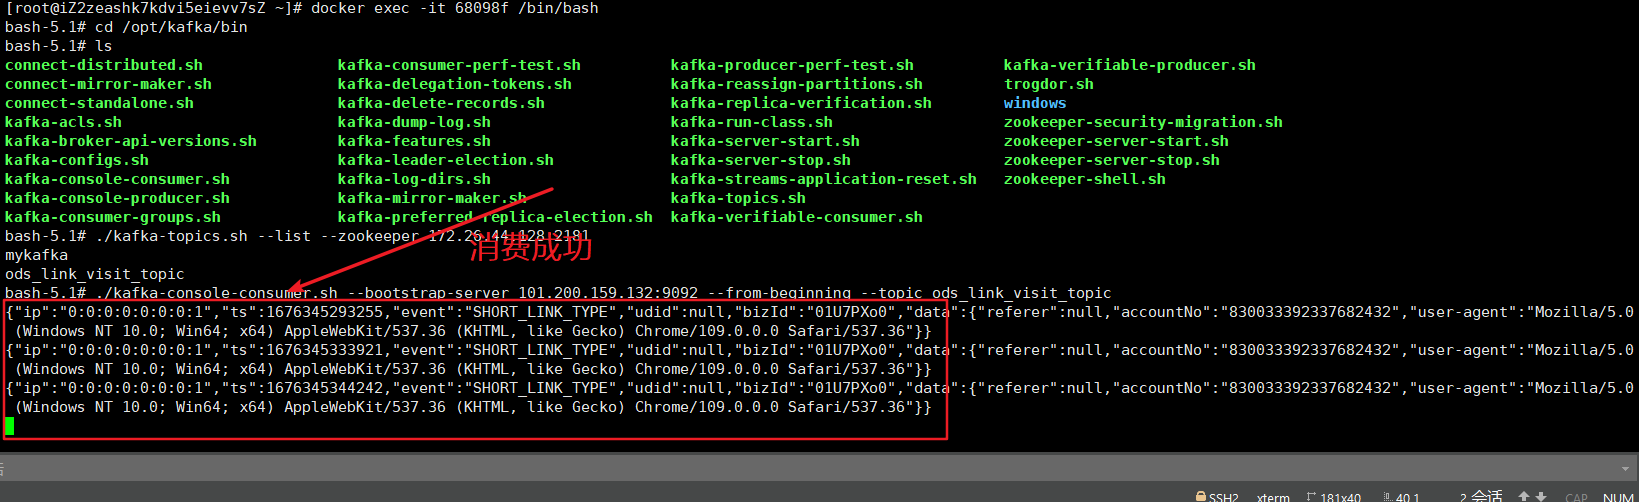 [root@iZ2zeashk7kdvi5eievv7sZ ~]# docker exec -it 68098f /bin/bash
bash-5.1# cd /opt/kafka/bin
bash-5.1# ls
connect-distributed.sh kafka-consumer-perf-test.sh kafka-producer-perf-test.sh kafka-verifiable-producer.sh
connect-mirror-maker.sh kafka-delegation-tokens.sh kafka-reassign-partitions.sh trogdor.sh
connect-standalone.sh kafka-delete-records.sh kafka-replica-verification.sh windows
kafka-acls.sh kafka-dump-log.sh kafka-run-class.sh zookeeper-security-migration.sh
kafka-broker-api-versions.sh kafka-features.sh kafka-server-start.sh zookeeper-server-start.sh
kafka-configs.sh kafka-leader-election.sh kafka-server-stop.sh zookeeper-server-stop.sh
kafka-console-consumer.sh kafka-log-dirs.sh kafka-streams-application-reset.sh zookeeper-shell.sh
kafka-console-producer.sh kafka-mirror-maker.sh kafka-topics.sh
kafka-consumer-groups.sh kafka-preferred-replica-election.sh kafka-verifiable-consumer.sh
bash-5.1# ./kafka-topics.sh --list --zookeeper 172.26.44.128:2181
消费成功
mykafka
ods_link_visit_topic
bash-5.1# ./kafka-console-consumer.sh --bootstrap-server 101.200.159.132:9092 --from-beginning --topic ods_link_visit_topic
{"ip":"0:0:0:0:0:0:0:1","ts":1676345293255,"event":"SHORT_LINK_TYPE","udid":null,"bizId":"01U7PXo0","data":{"referer":null,"accountNo":"830033392337682432","user-agent":"Mozilla/5.0
(Windows NT 10.0; Win64; x64) AppleWebKit/537.36 (KHTML, like Gecko) Chrome/109.0.0.0 Safari/537.36"}}
{"ip":"0:0:0:0:0:0:0:1","ts":1676345333921,"event":"SHORT_LINK_TYPE","udid":null,"bizId":"01U7PXo0","data":{"referer":null,"accountNo":"830033392337682432","user-agent":"Mozilla/5.0
(Windows NT 10.0; Win64; x64) AppleWebKit/537.36 (KHTML, like Gecko) Chrome/109.0.0.0 Safari/537.36"}}
{"ip":"0:0:0:0:0:0:0:1","ts":1676345344242,"event":"SHORT_LINK_TYPE","udid":null,"bizId":"01U7PXo0","data":{"referer":null,"accountNo":"830033392337682432","user-agent":"Mozilla/5.0
(Windows NT 10.0; Win64; x64) AppleWebKit/537.36 (KHTML, like Gecko) Chrome/109.0.0.0 Safari/537.36"}}
SSH2 xterm 181x40 40,1 2 会话 CAP NUM